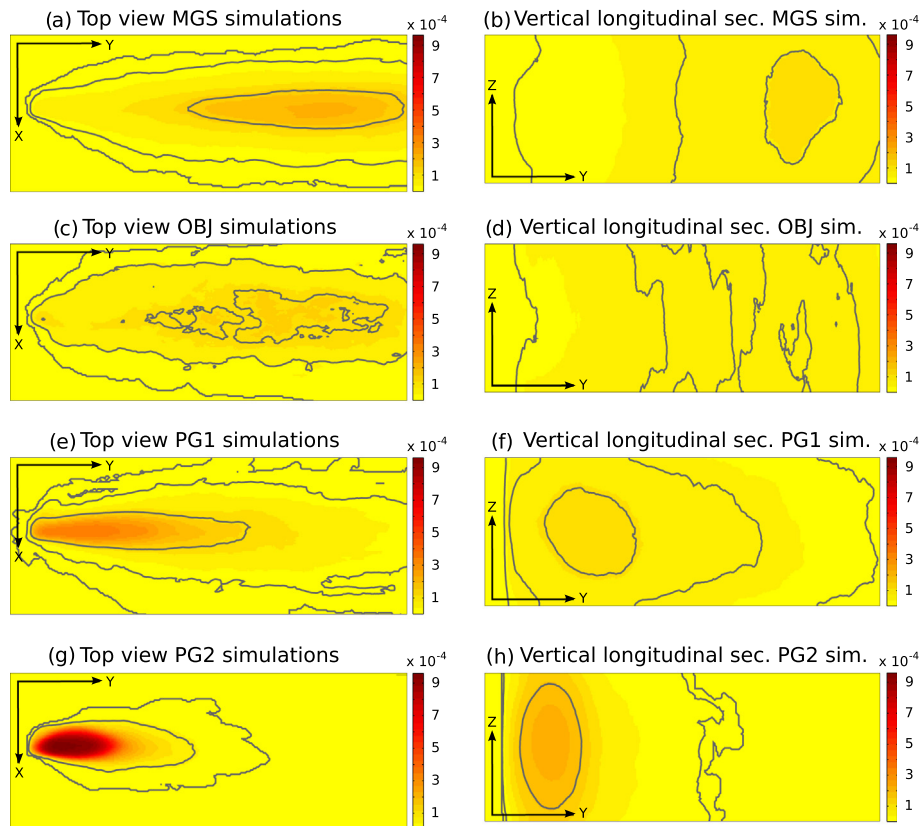 (a) Top view MGS simulations
x 10-4
Y
X
9
7
5
3
1
(b) Vertical longitudinal sec. MGS sim.
x 10-4
Z
Y
9
7
5
3
1
(c) Top view OBJ simulations
x 10-4
Y
X
9
7
5
3
1
(d) Vertical longitudinal sec. OBJ sim.
x 10-4
Z
Y
9
7
5
3
1
(e) Top view PG1 simulations
x 10-4
Y
X
9
7
5
3
1
(f) Vertical longitudinal sec. PG1 sim.
x 10-4
Z
Y
9
7
5
3
1
(g) Top view PG2 simulations
x 10-4
Y
X
9
7
5
3
1
(h) Vertical longitudinal sec. PG2 sim.
x 10-4
Z
Y
9
7
5
3
1